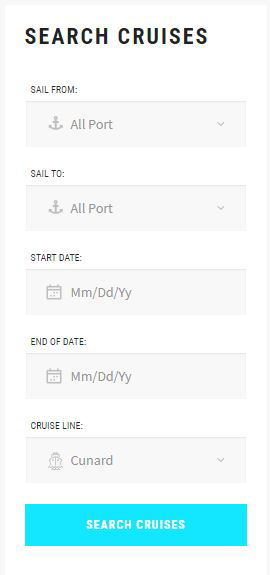 SEARCH CRUISES
SAIL FROM:
All Port
SAIL TO:
All Port
START DATE:
Mm/Dd/Yy
END OF DATE:
Mm/Dd/Yy
CRUISE LINE:
Cunard
SEARCH CRUISES